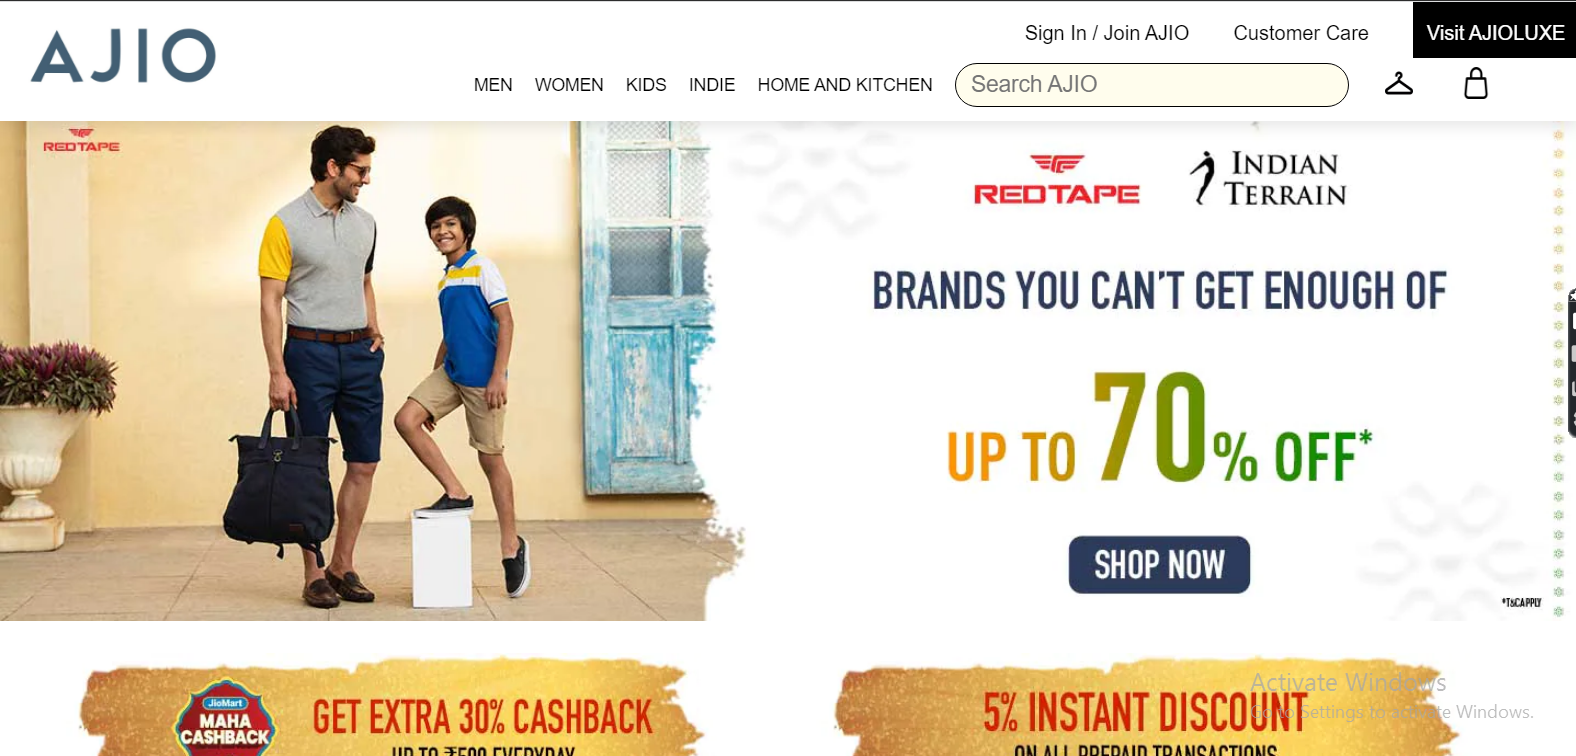 AJIO
Sign In / Join AJIO
Customer Care
Visit AJIOLUXE
MEN WOMEN KIDS INDIE HOME AND KITCHEN
Search AJIO
REDTAPE
REDTAPE
INDIAN
TERRAIN
BRANDS YOU CAN'T GET ENOUGH OF
UP TO 70% OFF*
SHOP NOW
*T&C APPLY
JioMart
MAHA
CASHBACK
GET EXTRA 30% CASHBACK
UP TO ₹500 EVERYDAY
5% INSTANT DISCOUNT
ON ALL PREPAID TRANSACTIONS
Activate Windows
Go to Settings to activate Windows.